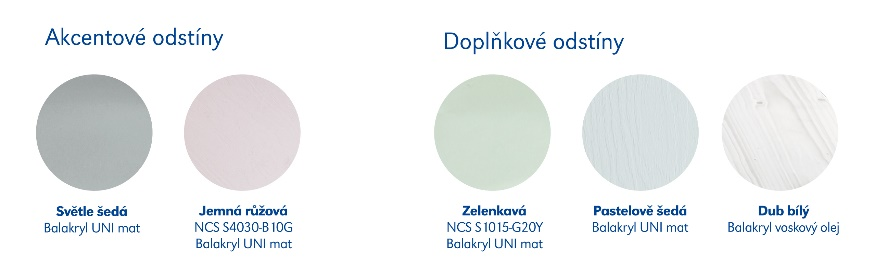 Akcentové odstíny
Doplňkové odstíny
Světle šedá
Balakryl UNI mat
Jemná růžová
NCS S4030-B10G
Balakryl UNI mat
Zelenkavá
NCS S1015-G20Y
Balakryl UNI mat
Pastelově šedá
Balakryl UNI mat
Dub bílý
Balakryl voskový olej